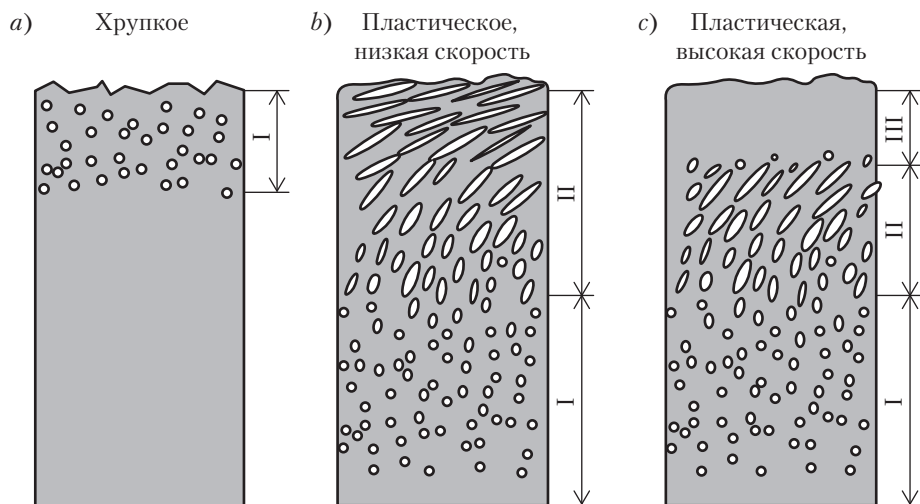 a) Хрупкое
b) Пластическое,
низкая скорость
c) Пластическая,
высокая скорость
I
II
I
III
II
I